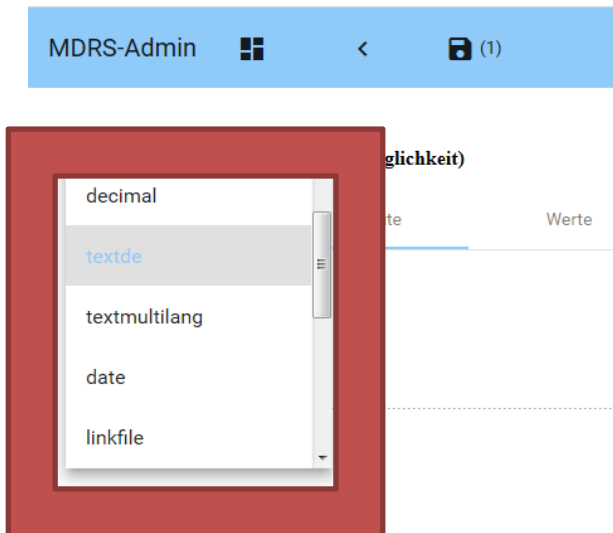 MDRS-Admin (1)
glichkeit)
te Werte
decimal
textde
textmultilang
date
linkfile